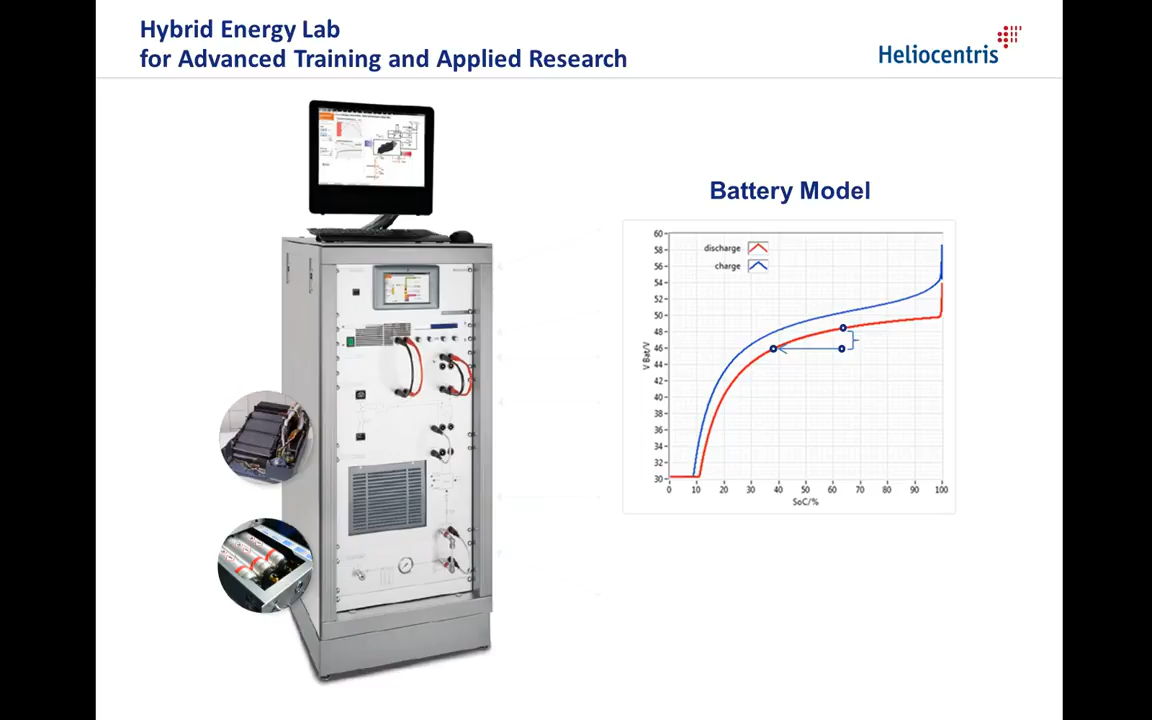 Hybrid Energy Lab
for Advanced Training and Applied Research
Heliocentris
Battery Model
discharge
charge
60
58
56
54
52
50
48
46
44
42
40
38
36
34
32
30
V Bat/V
0 10 20 30 40 50 60 70 80 90 100
SoC/%